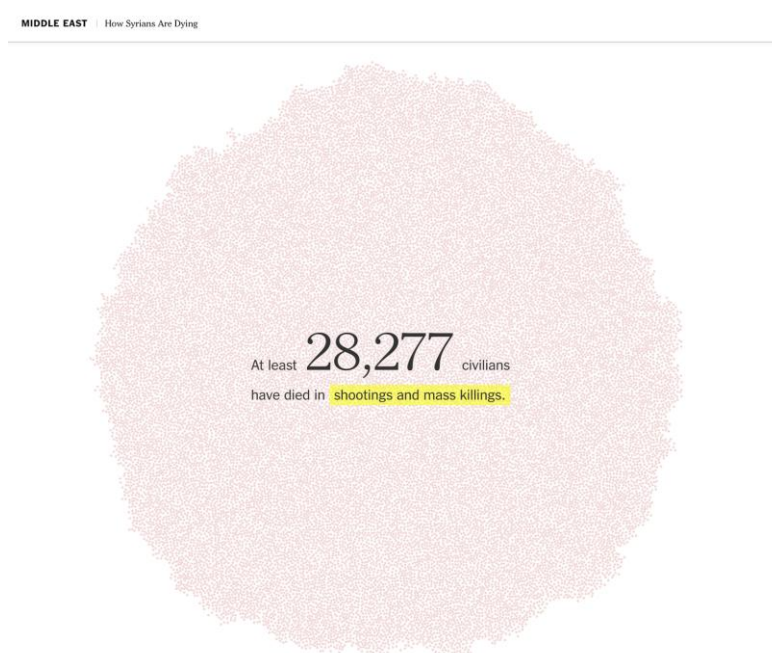 MIDDLE EAST | How Syrians Are Dying
At least 28,277 civilians
have died in shootings and mass killings.